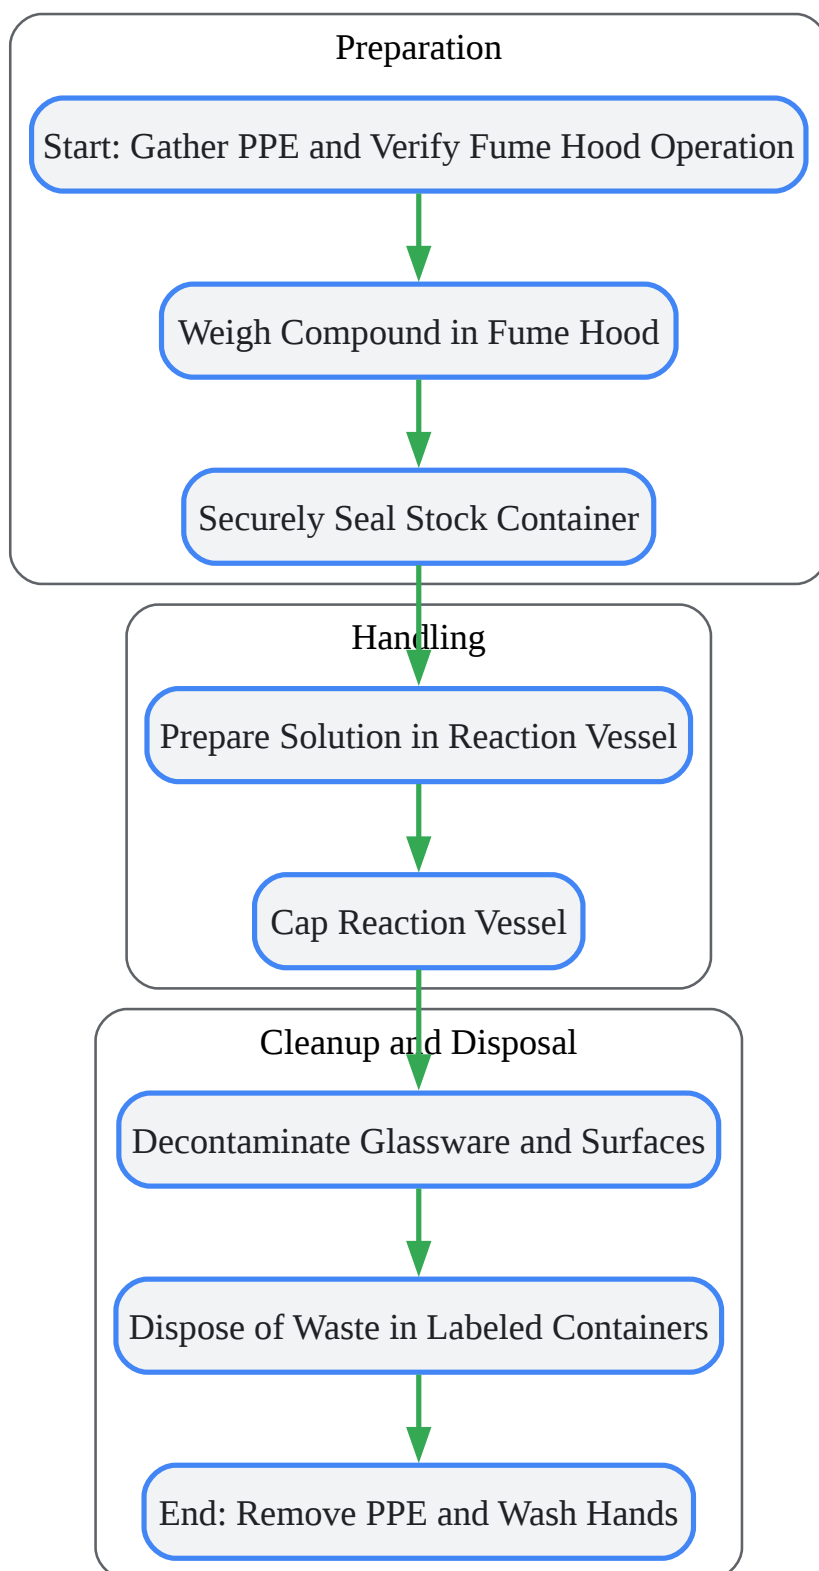 Preparation
Start: Gather PPE and Verify Fume Hood Operation
Weigh Compound in Fume Hood
Securely Seal Stock Container
Handling
Prepare Solution in Reaction Vessel
Cap Reaction Vessel
Cleanup and Disposal
Decontaminate Glassware and Surfaces
Dispose of Waste in Labeled Containers
End: Remove PPE and Wash Hands